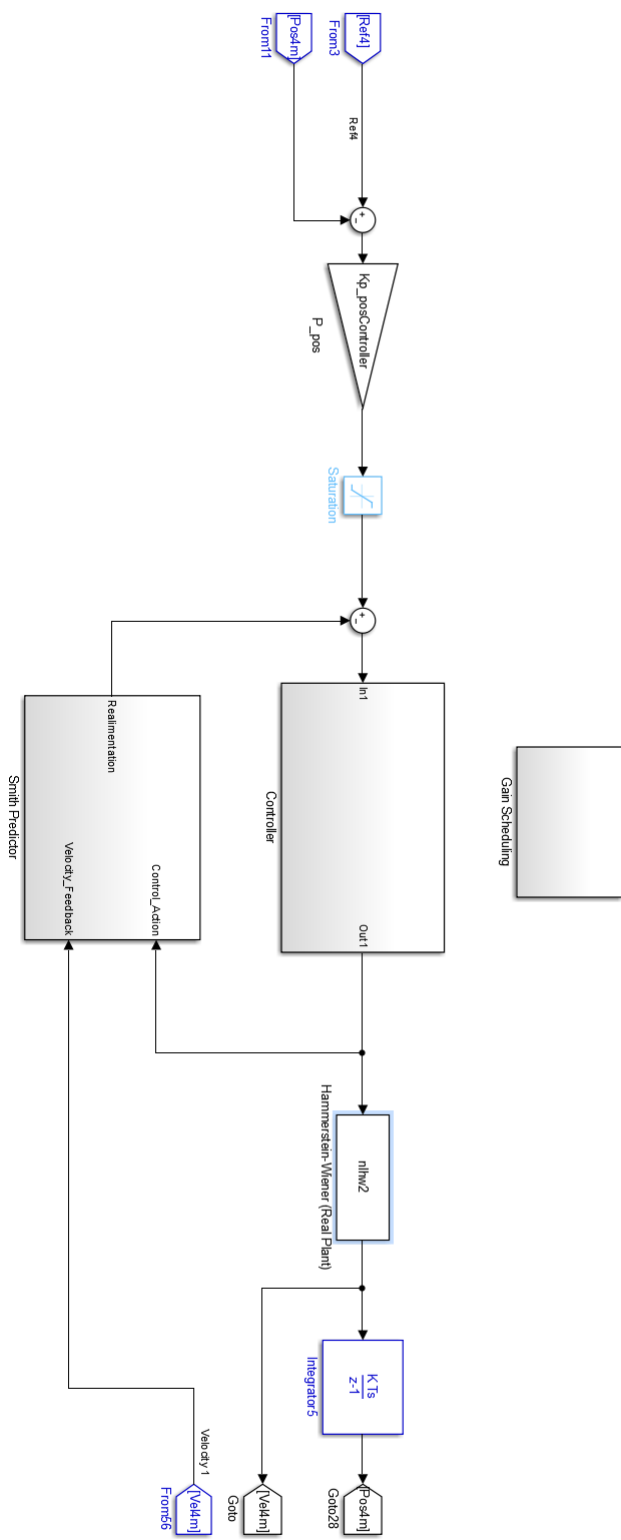 [Ref4]
From3
Ref4
[Pos4m]
From11
+
-
Kp_posController
P_pos
Saturation
+
-
In1
Out1
Controller
Gain Scheduling
Realimentation
Control_Action
Velocity_Feedback
Smith Predictor
nlhw2
Hammerstein-Wiener (Real Plant)
K Ts
z-1
Integrator5
[Pos4m]
Goto28
[Vel4m]
Goto
Velocity 1
[Vel4m]
From56